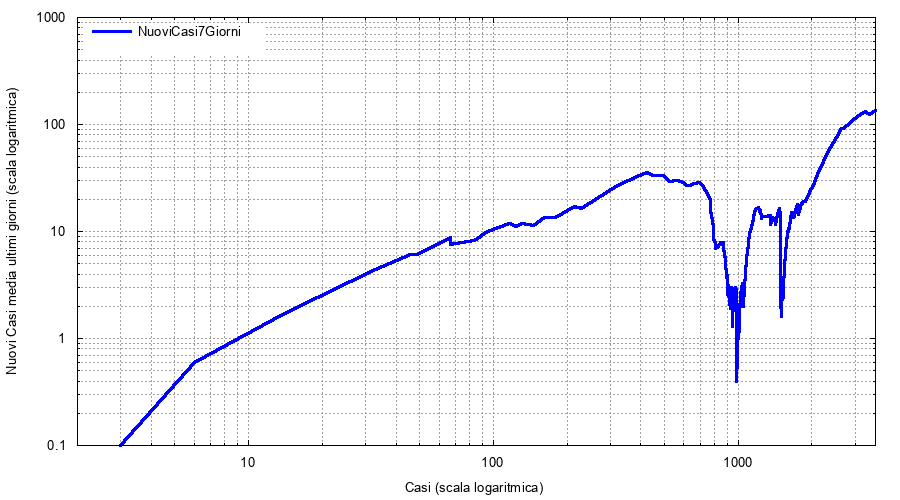 1000
NuoviCasi7Giorni
100
10
1
0.1
10 100 1000
Nuovi Casi media ultimi giorni (scala logaritmica)
Casi (scala logaritmica)